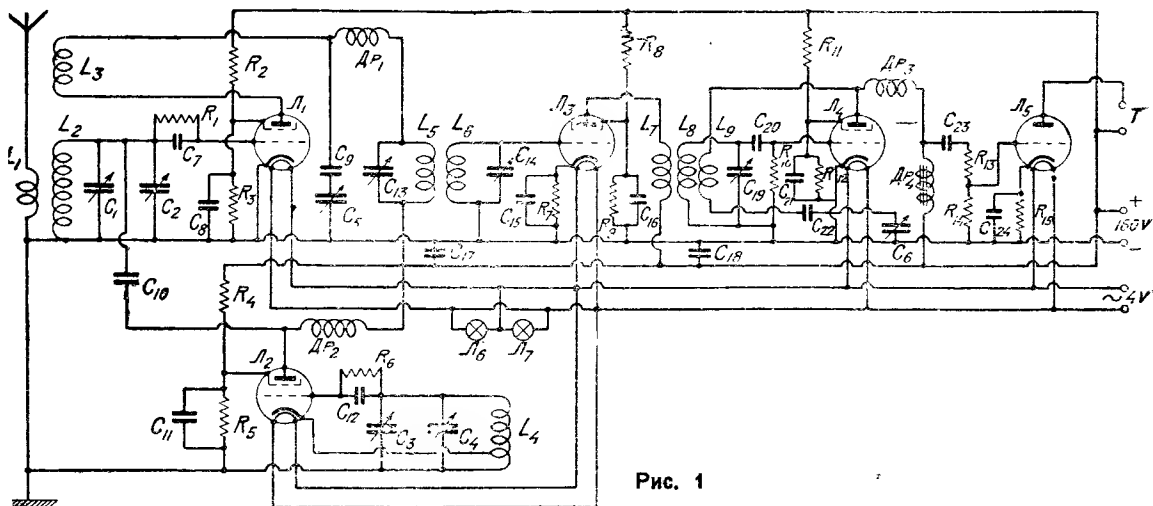 L₃
R₂
ДР₁
R₈
R₁₁
ДР₃
Л₁
Л₃
Л₄
Л₅
T
L₁
L₂
R₁
C₇
L₅
L₆
L₇
L₈
L₉
C₂₀
C₂₃
R₁₃
C₁
C₂
C₈
R₃
C₉
C₅
C₁₃
C₁₄
C₁₅
R₇
R₉
C₁₆
C₁₉
R₁₂
C₂₂
C₆
ДР₄
C₂₄
R₁₅
+
160V
−
C₁₇
C₁₈
C₁₀
R₄
~4V
ДР₂
Л₆
Л₇
Л₂
R₆
C₁₁
R₅
C₁₂
C₃
C₄
L₄
Рис. 1